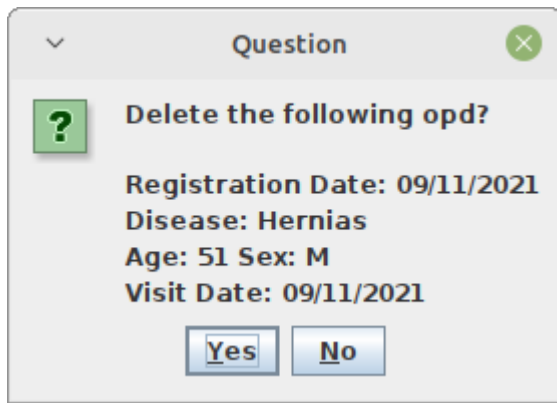 Question
Delete the following opd?
Registration Date: 09/11/2021
Disease: Hernias
Age: 51 Sex: M
Visit Date: 09/11/2021
Yes No